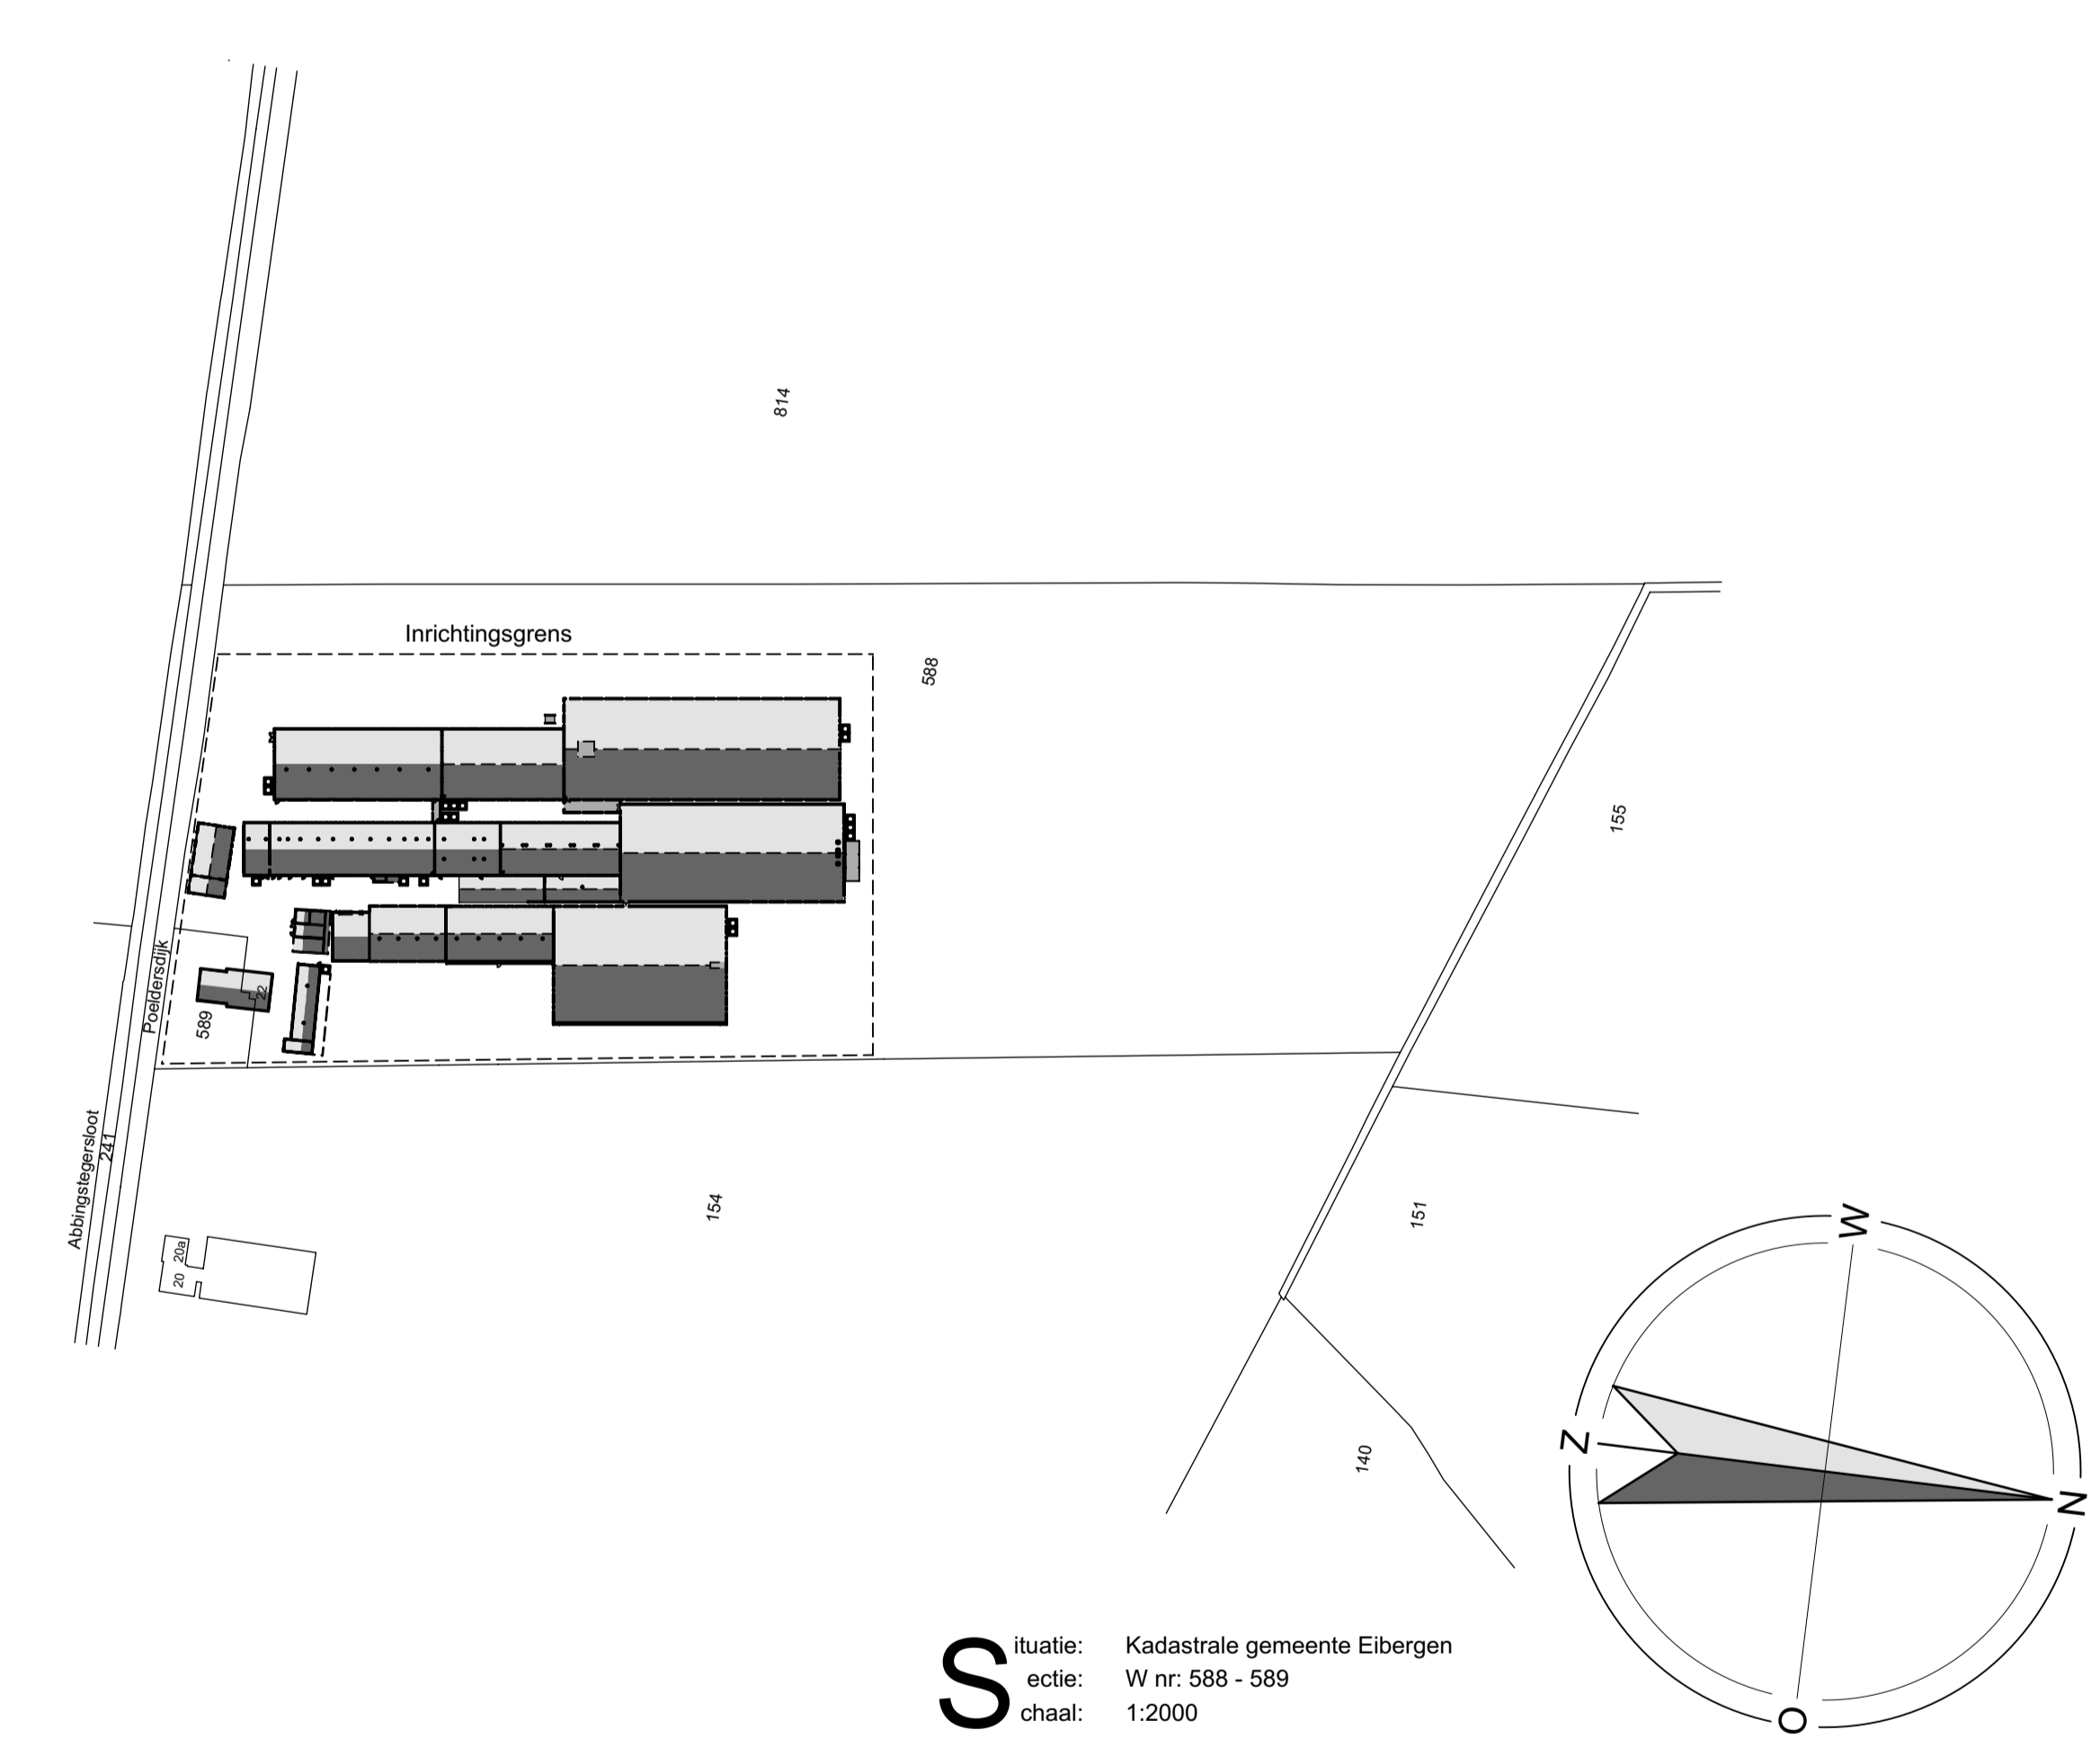 814
Inrichtingsgrens
588
155
Poeldersdijk
22
589
Abbingstegersloot
241
154
151
20a
20
140
W
Z
N
O
Situatie: Kadastrale gemeente Eibergen
Sectie: W nr: 588 - 589
Schaal: 1:2000